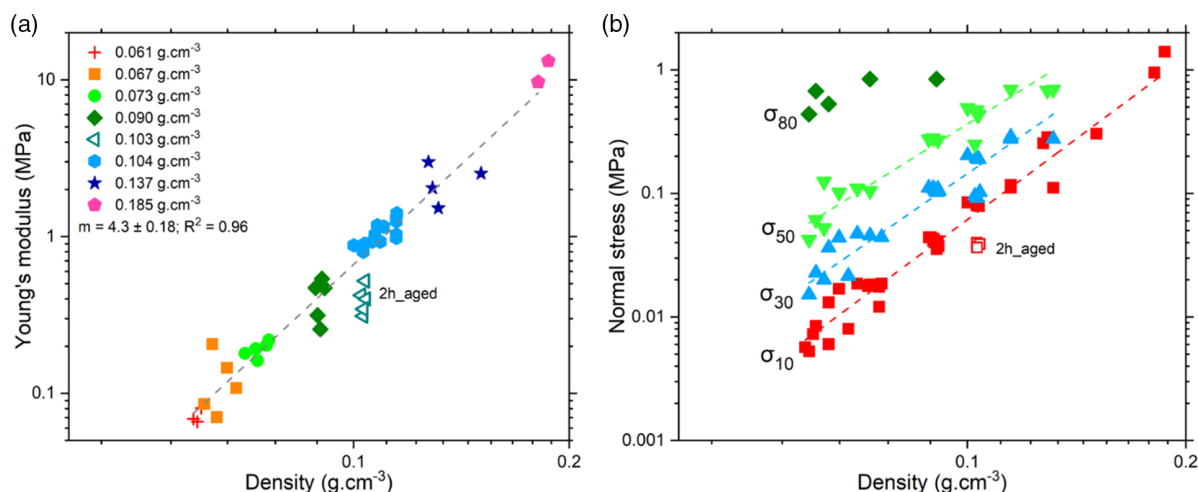 (a)
10
1
0.1
Young's modulus (MPa)
0.061 g.cm-3
0.067 g.cm-3
0.073 g.cm-3
0.090 g.cm-3
0.103 g.cm-3
0.104 g.cm-3
0.137 g.cm-3
0.185 g.cm-3
m = 4.3 ± 0.18; R² = 0.96
2h_aged
0.1
0.2
Density (g.cm-3)
(b)
1
0.1
0.01
0.001
Normal stress (MPa)
σ80
σ50
σ30
σ10
2h_aged
0.1
0.2
Density (g.cm-3)